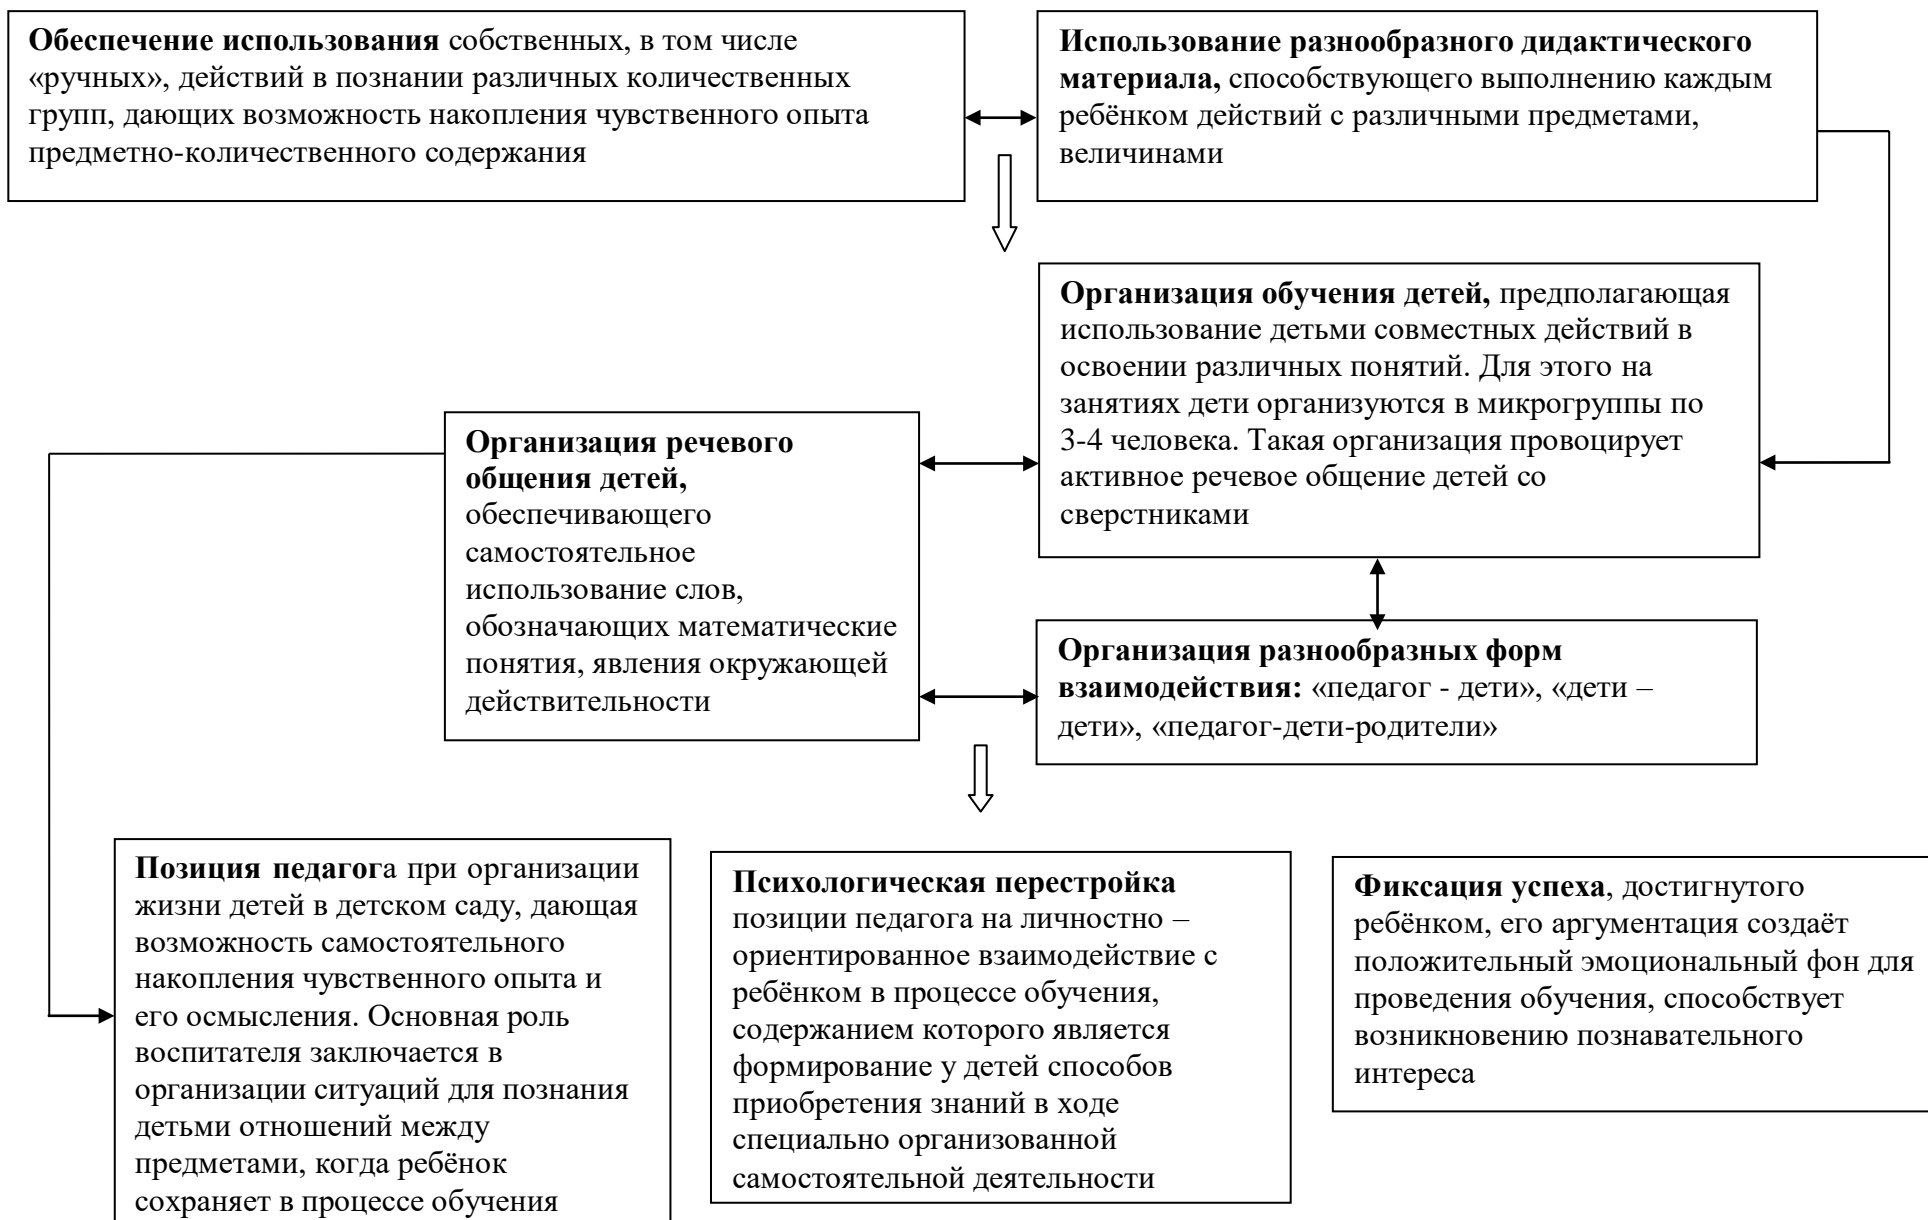 Обеспечение использования собственных, в том числе
«ручных», действий в познании различных количественных
групп, дающих возможность накопления чувственного опыта
предметно-количественного содержания
Использование разнообразного дидактического
материала, способствующего выполнению каждым
ребёнком действий с различными предметами,
величинами
Организация обучения детей, предполагающая
использование детьми совместных действий в
освоении различных понятий. Для этого на
занятиях дети организуются в микрогруппы по
3-4 человека. Такая организация провоцирует
активное речевое общение детей со
сверстниками
Организация речевого
общения детей,
обеспечивающего
самостоятельное
использование слов,
обозначающих математические
понятия, явления окружающей
действительности
Организация разнообразных форм
взаимодействия: «педагог - дети», «дети –
дети», «педагог-дети-родители»
Позиция педагога при организации
жизни детей в детском саду, дающая
возможность самостоятельного
накопления чувственного опыта и
его осмысления. Основная роль
воспитателя заключается в
организации ситуаций для познания
детьми отношений между
предметами, когда ребёнок
сохраняет в процессе обучения
Психологическая перестройка
позиции педагога на личностно –
ориентированное взаимодействие с
ребёнком в процессе обучения,
содержанием которого является
формирование у детей способов
приобретения знаний в ходе
специально организованной
самостоятельной деятельности
Фиксация успеха, достигнутого
ребёнком, его аргументация создаёт
положительный эмоциональный фон для
проведения обучения, способствует
возникновению познавательного
интереса